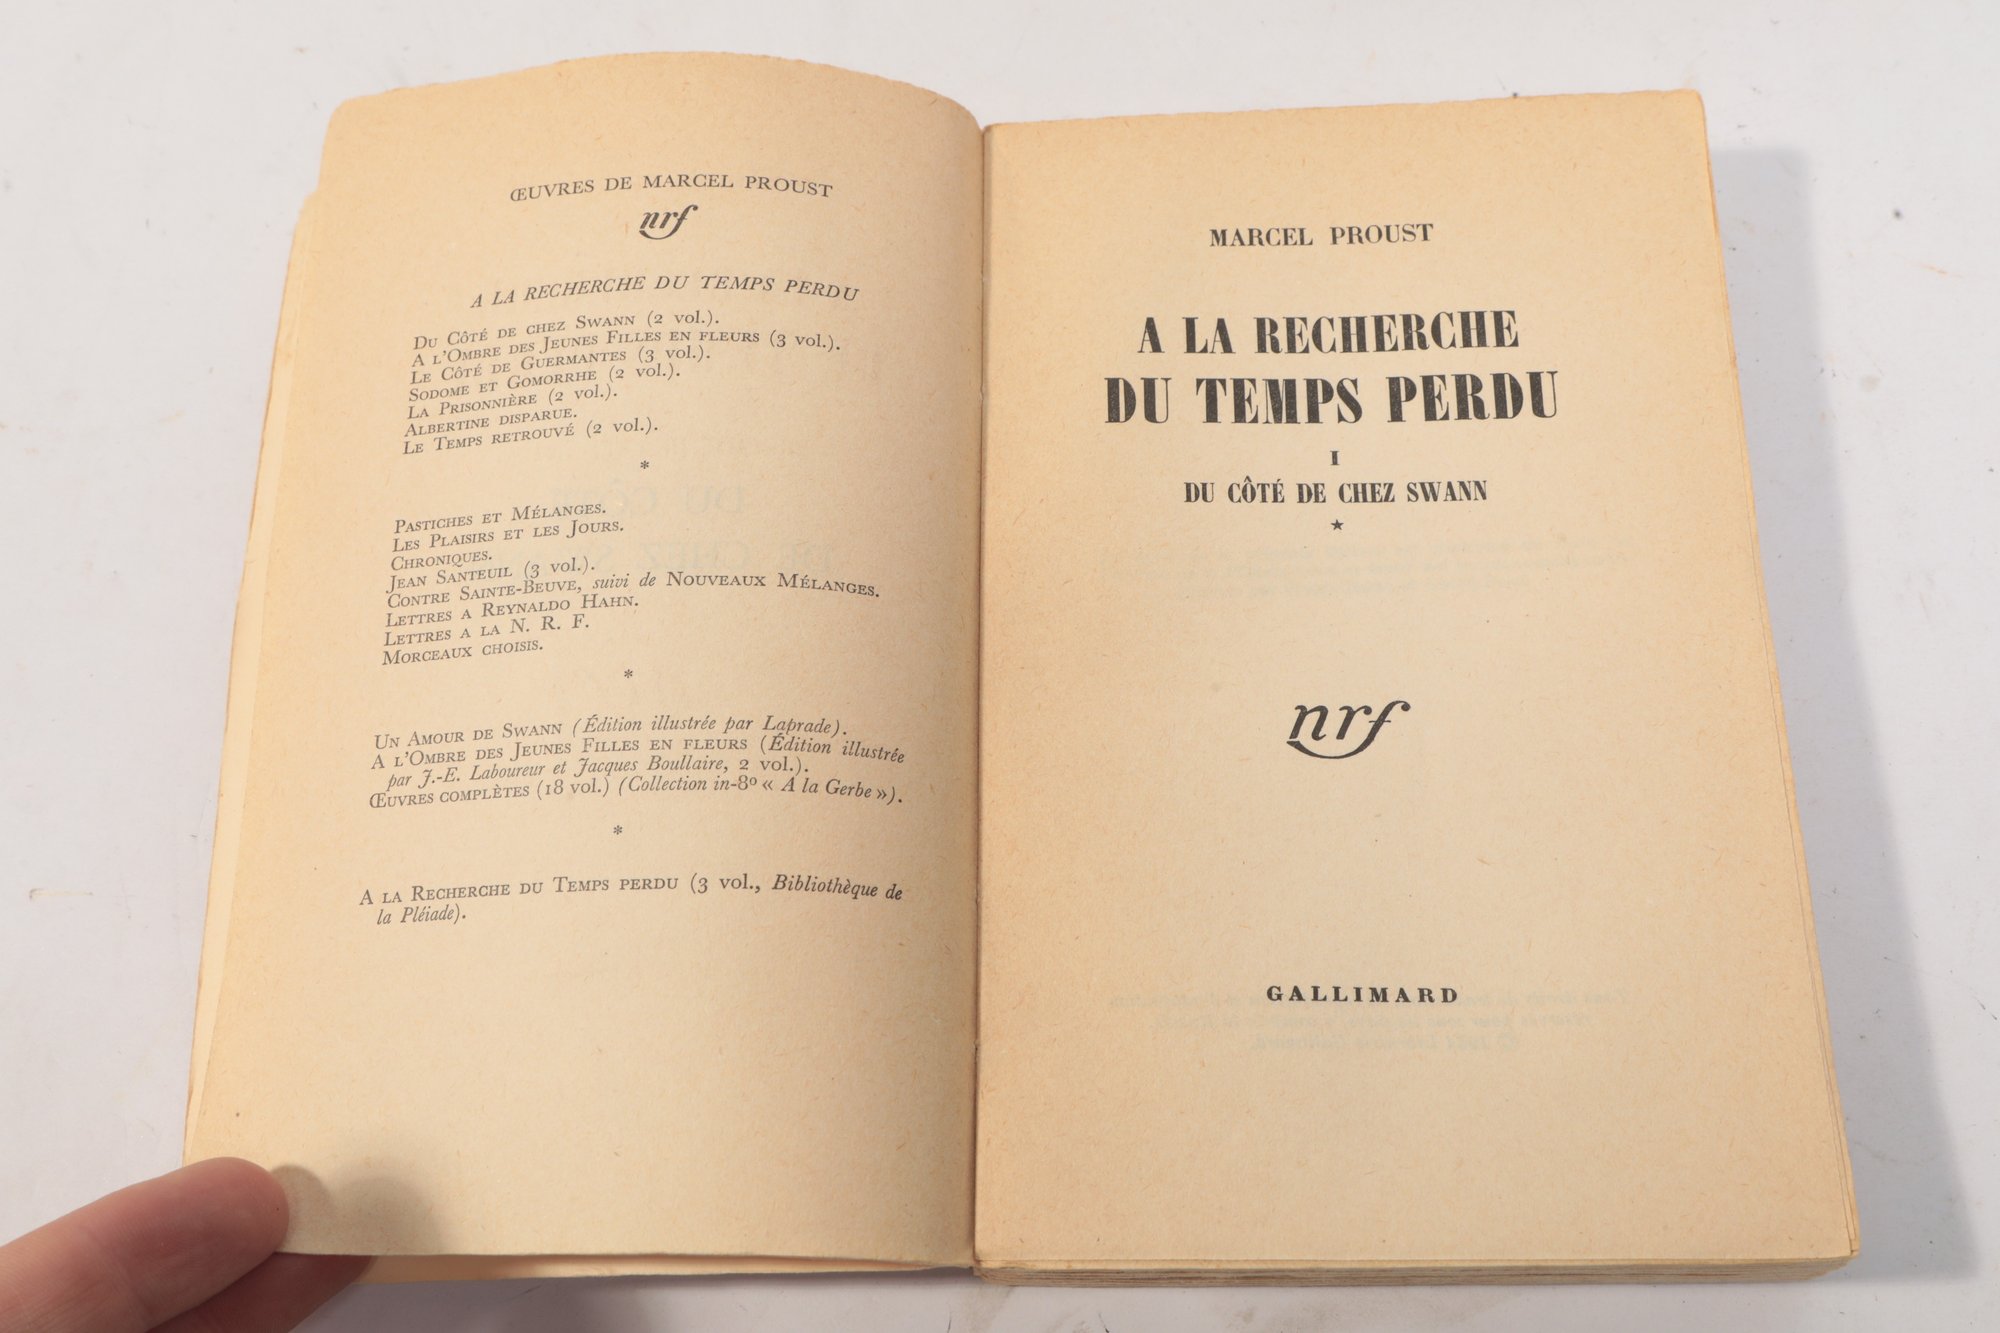 ŒUVRES DE MARCEL PROUST
nrf
A LA RECHERCHE DU TEMPS PERDU
Du Côté de chez Swann (2 vol.).
A l'Ombre des Jeunes Filles en fleurs (3 vol.).
Le Côté de Guermantes (3 vol.).
Sodome et Gomorrhe (2 vol.).
La Prisonnière (2 vol.).
Albertine disparue.
Le Temps retrouvé (2 vol.).
*
Pastiches et Mélanges.
Les Plaisirs et les Jours.
Chroniques.
Jean Santeuil (3 vol.).
Contre Sainte-Beuve, suivi de Nouveaux Mélanges.
Lettres a Reynaldo Hahn.
Lettres a la N. R. F.
Morceaux choisis.
*
Un Amour de Swann (Édition illustrée par Laprade).
A l'Ombre des Jeunes Filles en fleurs (Édition illustrée
par J.-E. Laboureur et Jacques Boullaire, 2 vol.).
Œuvres complètes (18 vol.) (Collection in-8º « A la Gerbe »).
*
A la Recherche du Temps perdu (3 vol., Bibliothèque de
la Pléiade).
MARCEL PROUST
A LA RECHERCHE
DU TEMPS PERDU
I
DU CÔTÉ DE CHEZ SWANN
★
nrf
GALLIMARD